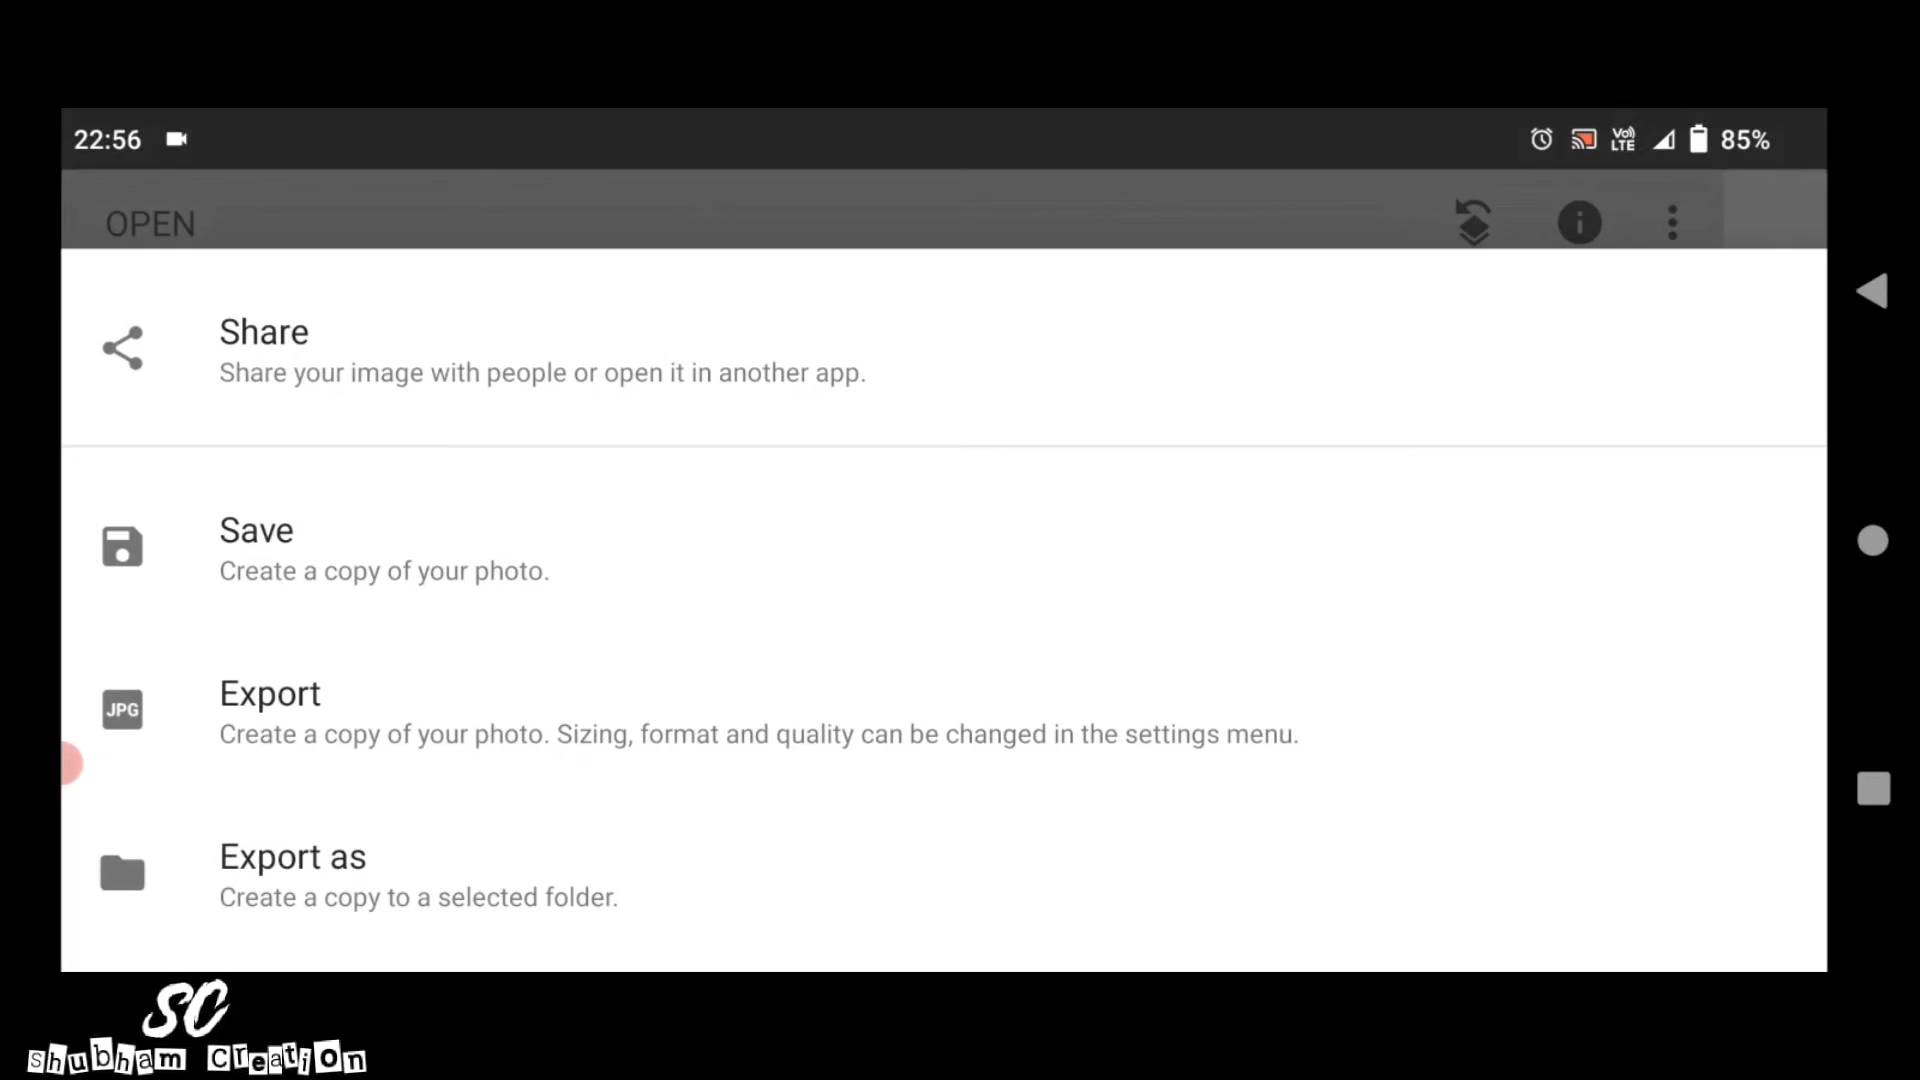 22:56
Vo) LTE
85%
OPEN
Share
Share your image with people or open it in another app.
Save
Create a copy of your photo.
JPG
Export
Create a copy of your photo. Sizing, format and quality can be changed in the settings menu.
Export as
Create a copy to a selected folder.
SC
Shubham Creation